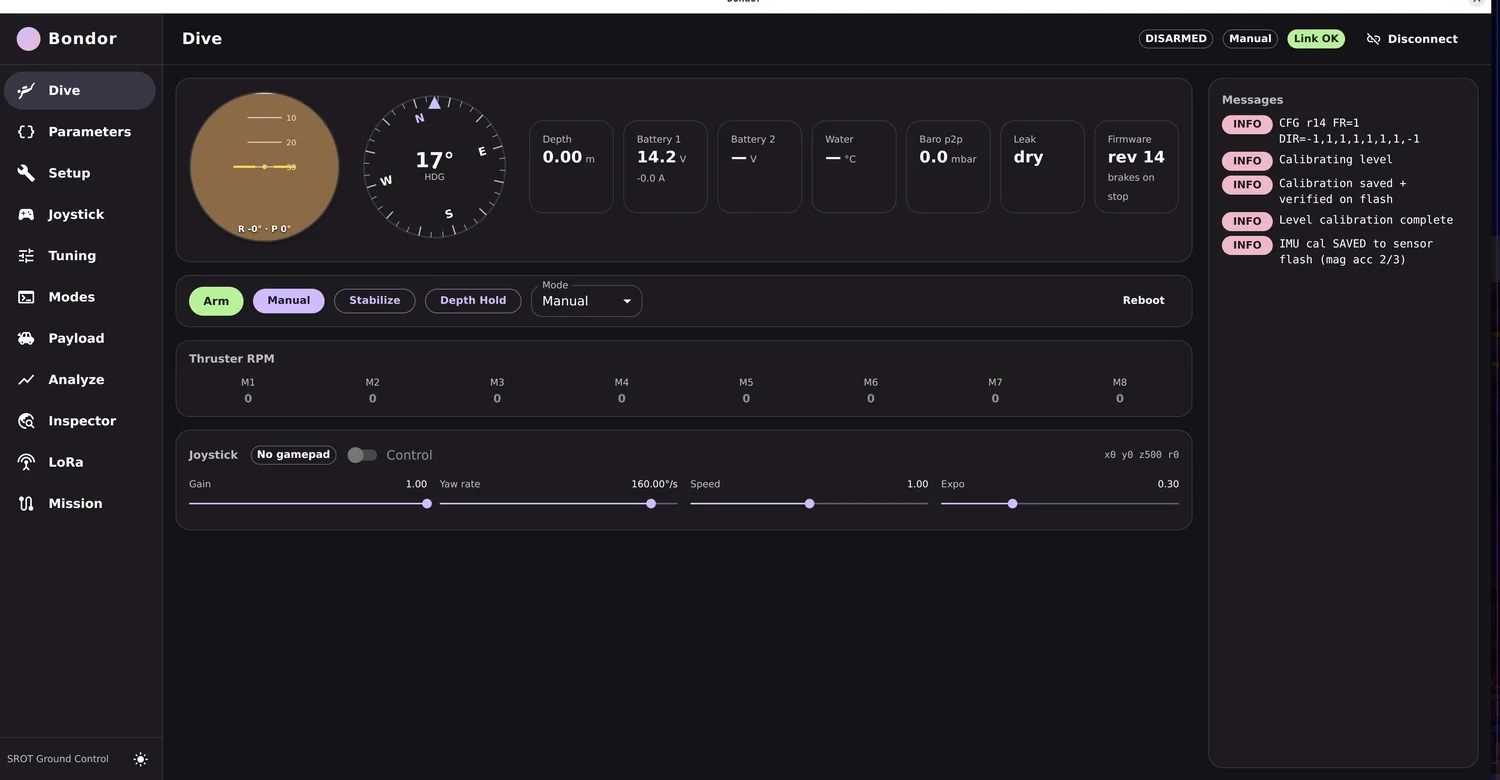 Bondor
Bondor
Dive
DISARMED
Manual
Link OK
Disconnect
Dive
Parameters
Setup
Joystick
Tuning
Modes
Payload
Analyze
Inspector
LoRa
Mission
SROT Ground Control
10
20
30
R -0° · P 0°
N
E
S
W
17°
HDG
Depth
0.00 m
Battery 1
14.2 V
-0.0 A
Battery 2
— V
Water
— °C
Baro p2p
0.0 mbar
Leak
dry
Firmware
rev 14
brakes on
stop
Arm
Manual
Stabilize
Depth Hold
Mode
Manual
Reboot
Thruster RPM
M1 M2 M3 M4 M5 M6 M7 M8
0 0 0 0 0 0 0 0
Joystick
No gamepad
Control
x0 y0 z500 r0
Gain 1.00
Yaw rate 160.00°/s
Speed 1.00
Expo 0.30
Messages
INFO CFG r14 FR=1
DIR=-1,1,1,1,1,1,1,-1
INFO Calibrating level
INFO Calibration saved +
verified on flash
INFO Level calibration complete
INFO IMU cal SAVED to sensor
flash (mag acc 2/3)